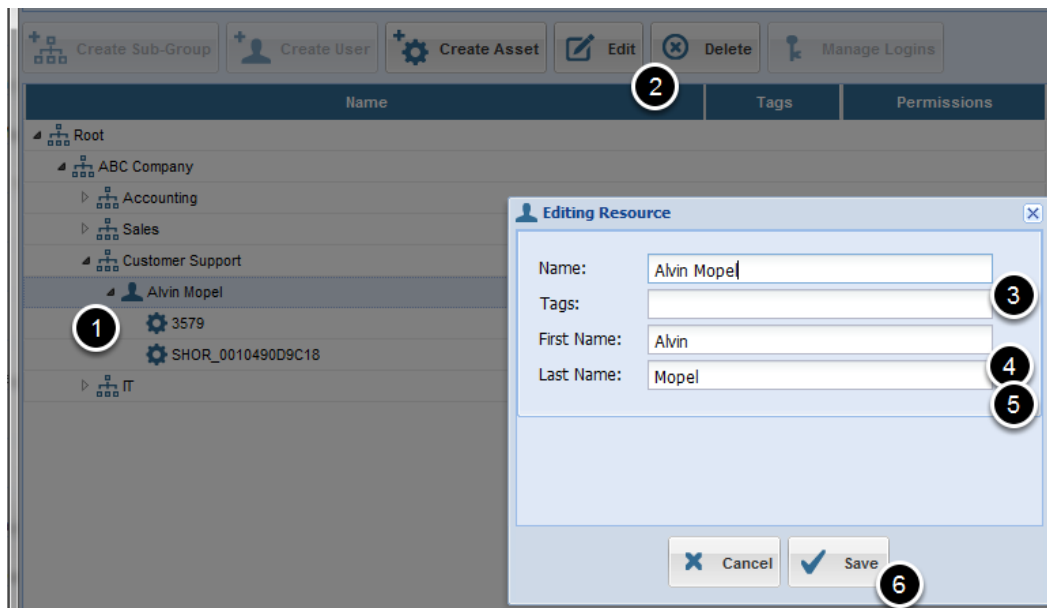 Create Sub-Group Create User Create Asset Edit Delete Manage Logins
2
Name Tags Permissions
Root
ABC Company
Accounting
Sales
Customer Support
Alvin Mopel
1
3579
SHOR_0010490D9C18
IT
Editing Resource
Name: Alvin Mopel
3
Tags:
First Name: Alvin
4
Last Name: Mopel
5
Cancel Save
6